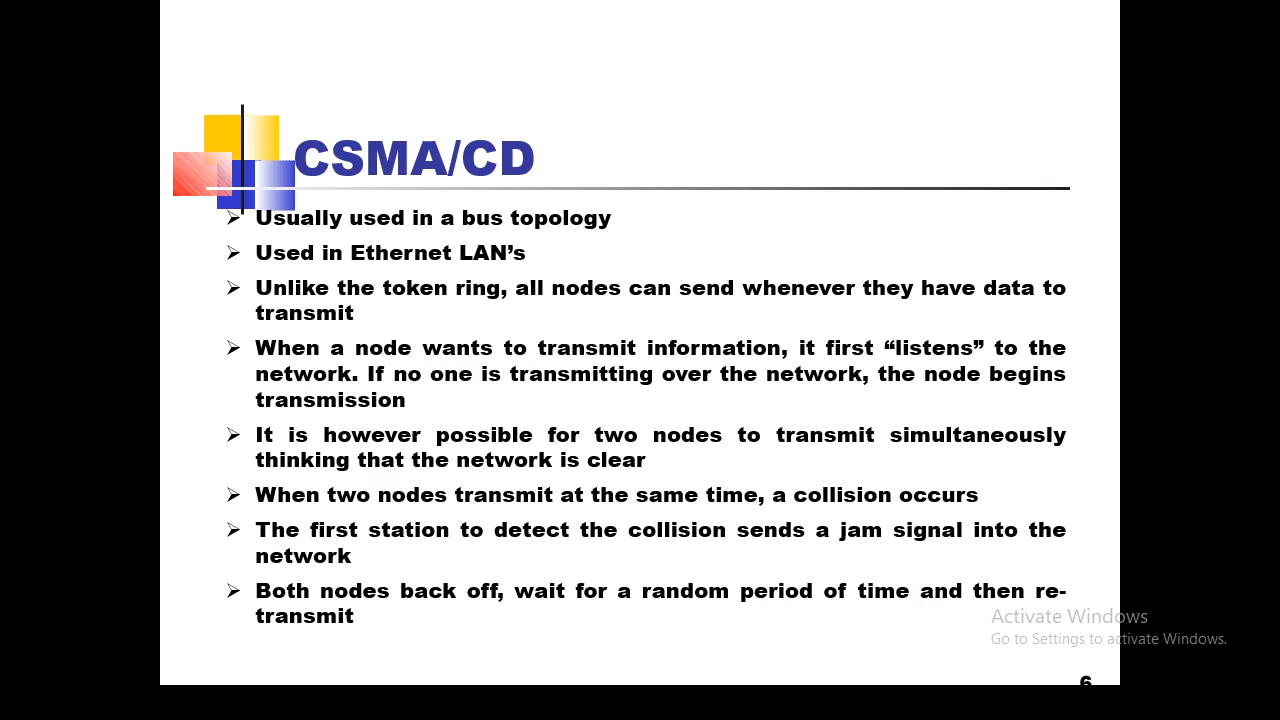 CSMA/CD
➢ Usually used in a bus topology
➢ Used in Ethernet LAN’s
➢ Unlike the token ring, all nodes can send whenever they have data to
transmit
➢ When a node wants to transmit information, it first “listens” to the
network. If no one is transmitting over the network, the node begins
transmission
➢ It is however possible for two nodes to transmit simultaneously
thinking that the network is clear
➢ When two nodes transmit at the same time, a collision occurs
➢ The first station to detect the collision sends a jam signal into the
network
➢ Both nodes back off, wait for a random period of time and then re-
transmit
Activate Windows
Go to Settings to activate Windows.
6